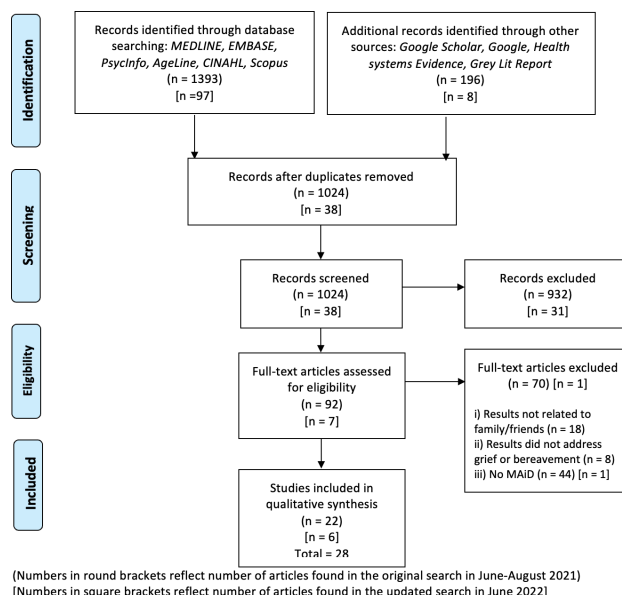 Identification
Records identified through database
searching: MEDLINE, EMBASE,
PsycInfo, AgeLine, CINAHL, Scopus
(n = 1393)
[n =97]
Additional records identified through other
sources: Google Scholar, Google, Health
systems Evidence, Grey Lit Report
(n = 196)
[n = 8]
Screening
Records after duplicates removed
(n = 1024)
[n = 38]
Records screened
(n = 1024)
[n = 38]
Records excluded
(n = 932)
[n = 31]
Eligibility
Full-text articles assessed
for eligibility
(n = 92)
[n = 7]
Full-text articles excluded
(n = 70) [n = 1]
i) Results not related to
family/friends (n = 18)
ii) Results did not address
grief or bereavement (n = 8)
iii) No MAiD (n = 44) [n = 1]
Included
Studies included in
qualitative synthesis
(n = 22)
[n = 6]
Total = 28
(Numbers in round brackets reflect number of articles found in the original search in June-August 2021)
[Numbers in square brackets reflect number of articles found in the updated search in June 2022]